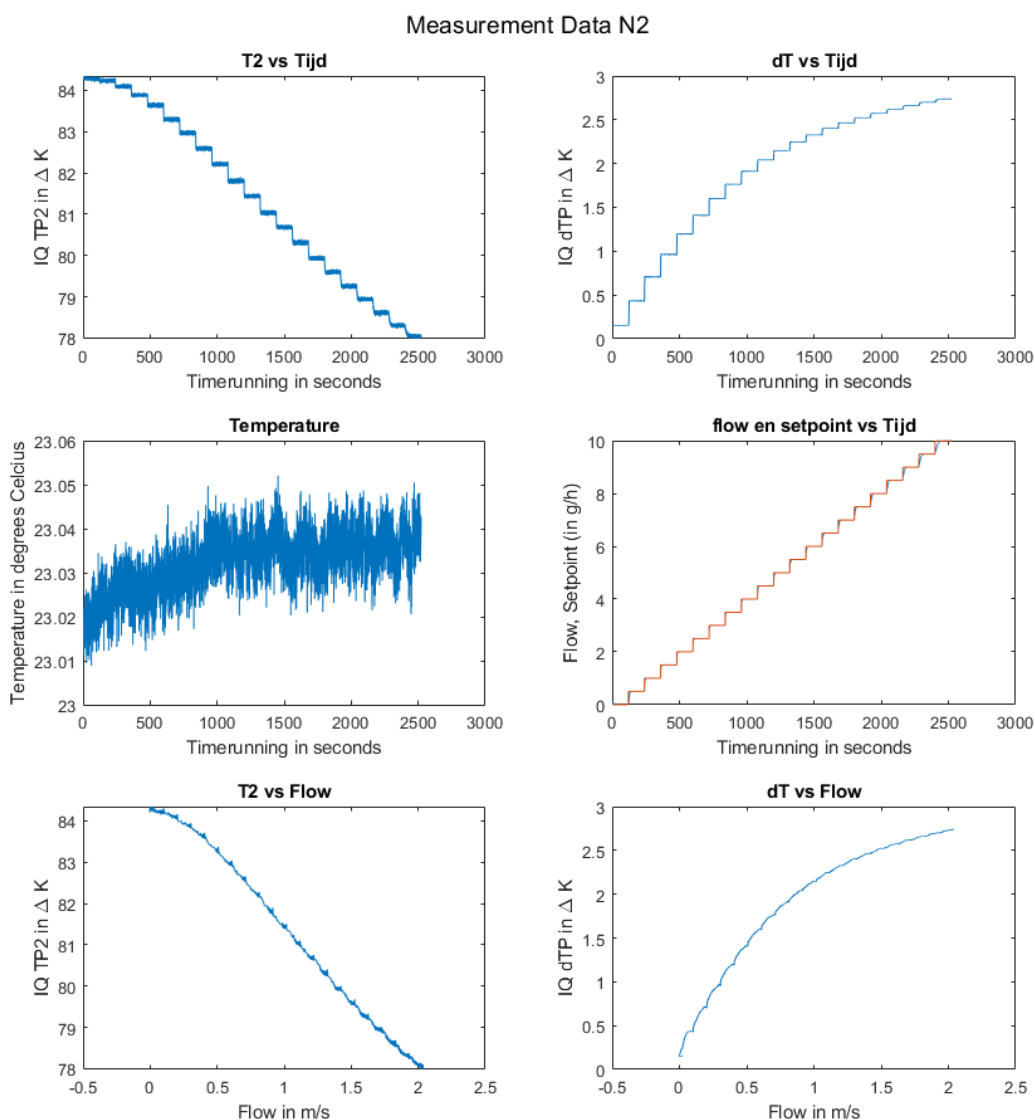 Measurement Data N2
T2 vs Tijd
84
83
82
81
80
79
78
0 500 1000 1500 2000 2500 3000
IQ TP2 in Δ K
Timerunning in seconds
dT vs Tijd
3
2.5
2
1.5
1
0.5
0
0 500 1000 1500 2000 2500 3000
IQ dTP in Δ K
Timerunning in seconds
Temperature
23.06
23.05
23.04
23.03
23.02
23.01
23
0 500 1000 1500 2000 2500 3000
Temperature in degrees Celcius
Timerunning in seconds
flow en setpoint vs Tijd
10
8
6
4
2
0
0 500 1000 1500 2000 2500 3000
Flow, Setpoint (in g/h)
Timerunning in seconds
T2 vs Flow
84
83
82
81
80
79
78
-0.5 0 0.5 1 1.5 2 2.5
IQ TP2 in Δ K
Flow in m/s
dT vs Flow
3
2.5
2
1.5
1
0.5
0
-0.5 0 0.5 1 1.5 2 2.5
IQ dTP in Δ K
Flow in m/s